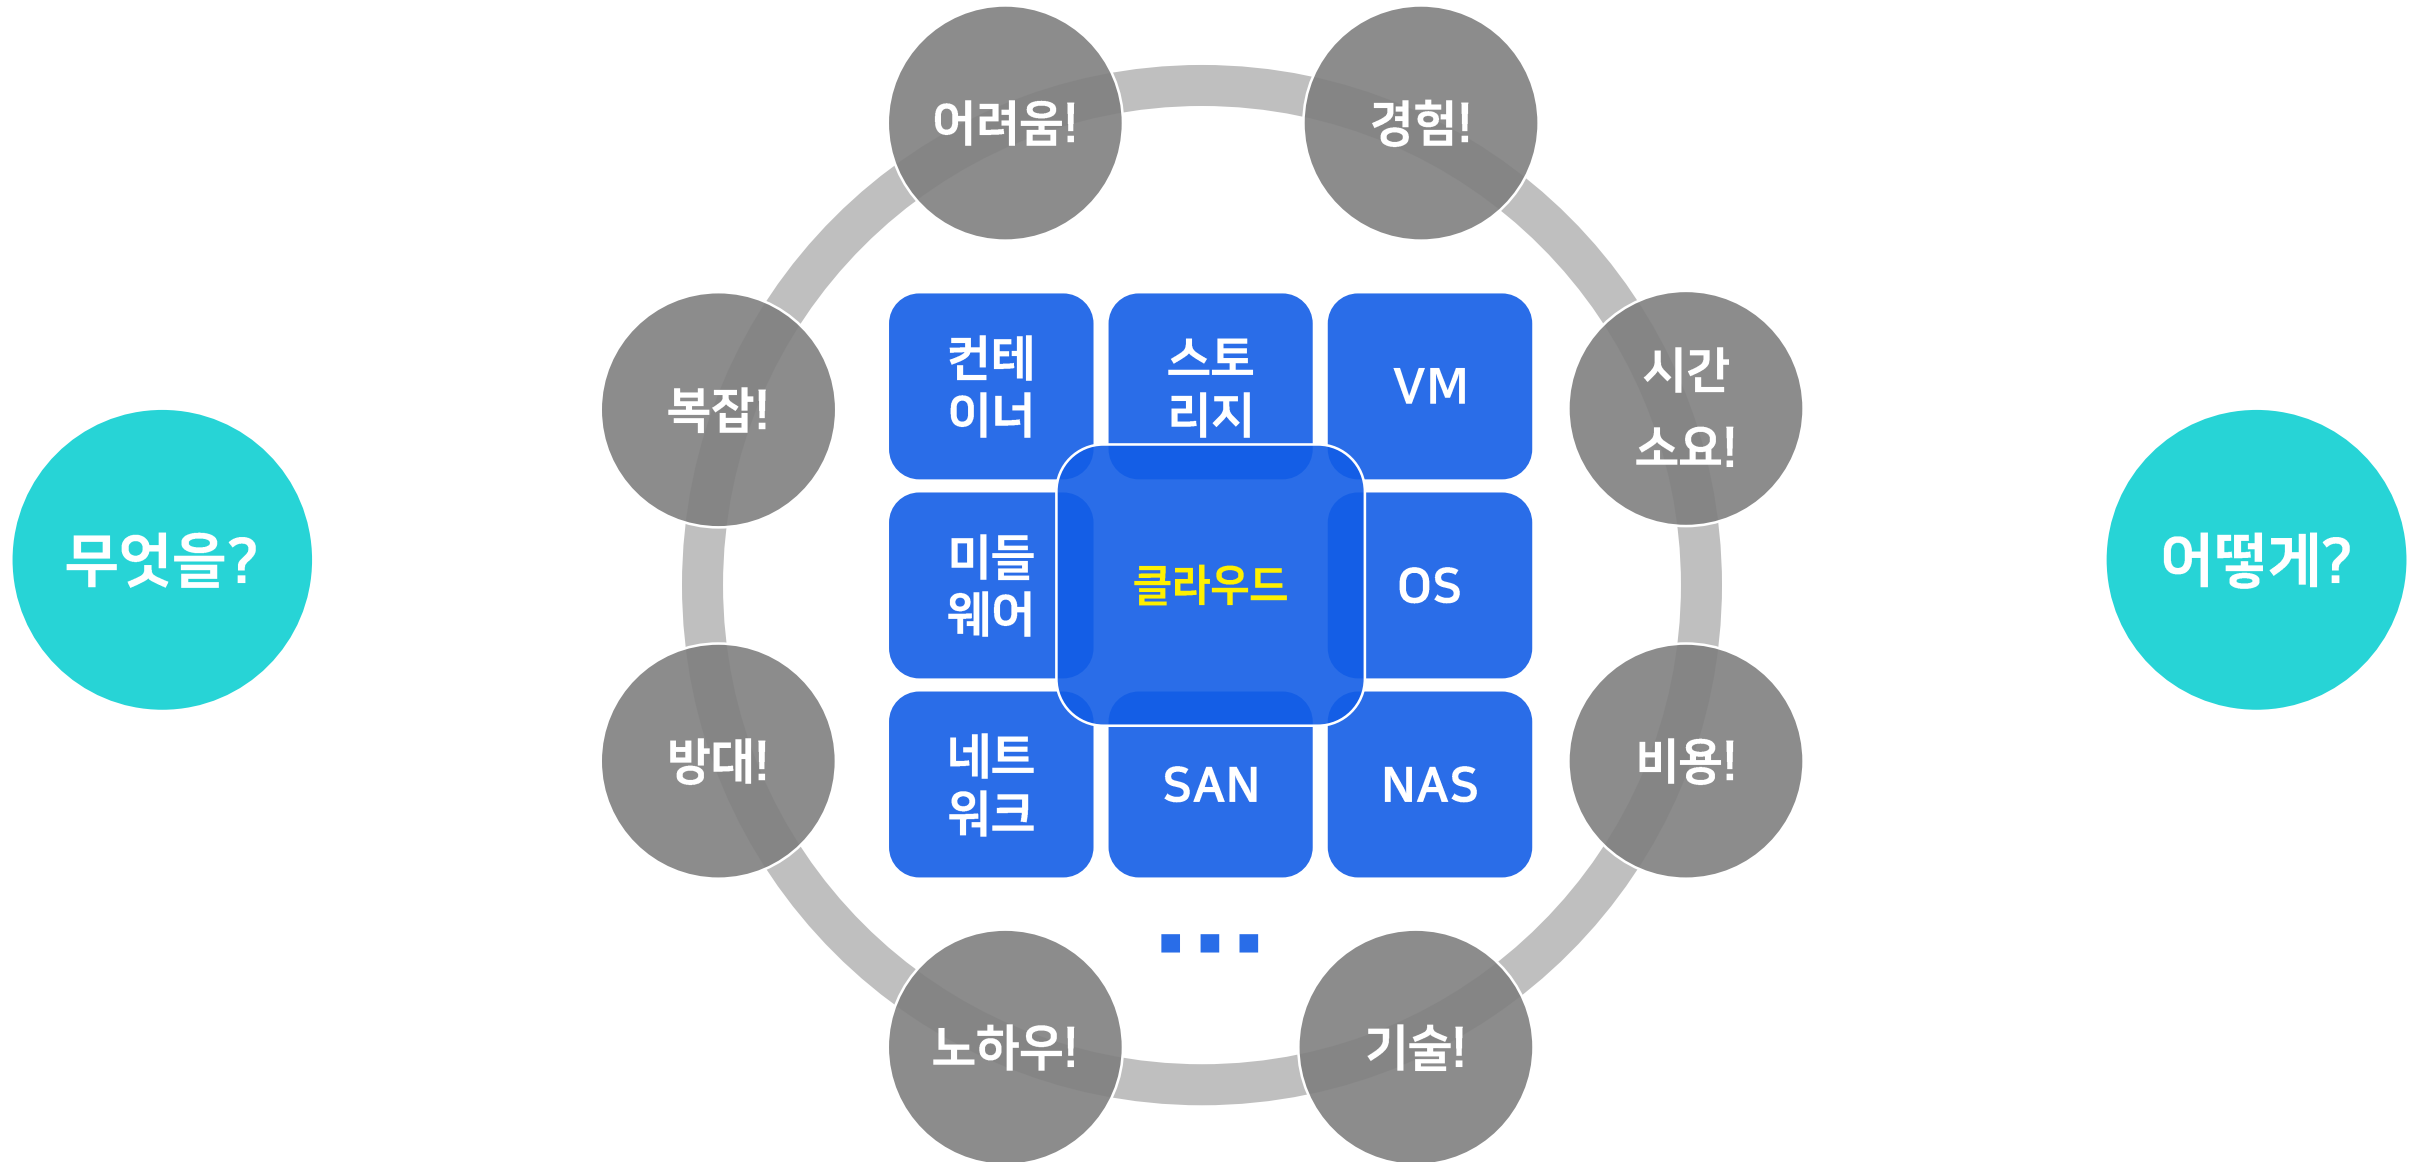 어려움!
경험!
복잡!
시간
소요!
무엇을?
어떻게?
컨테
이너
스토
리지
VM
미들
웨어
클라우드
OS
네트
워크
SAN
NAS
...
방대!
비용!
노하우!
기술!